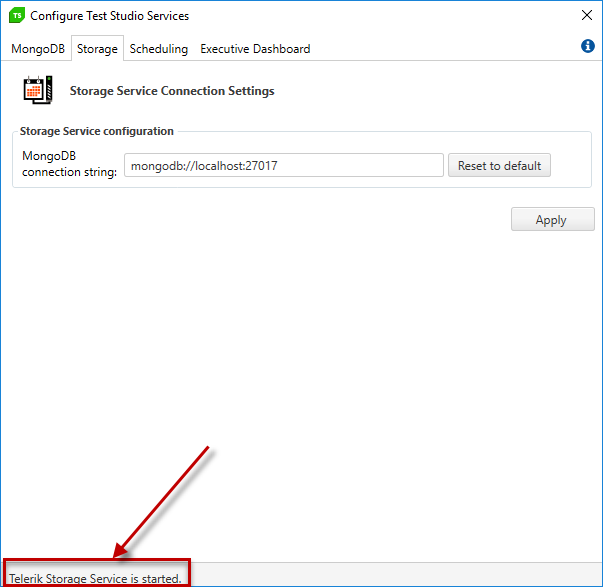 TS Configure Test Studio Services
MongoDB Storage Scheduling Executive Dashboard
Storage Service Connection Settings
Storage Service configuration
MongoDB
connection string: mongodb://localhost:27017 Reset to default
Apply
Telerik Storage Service is started.